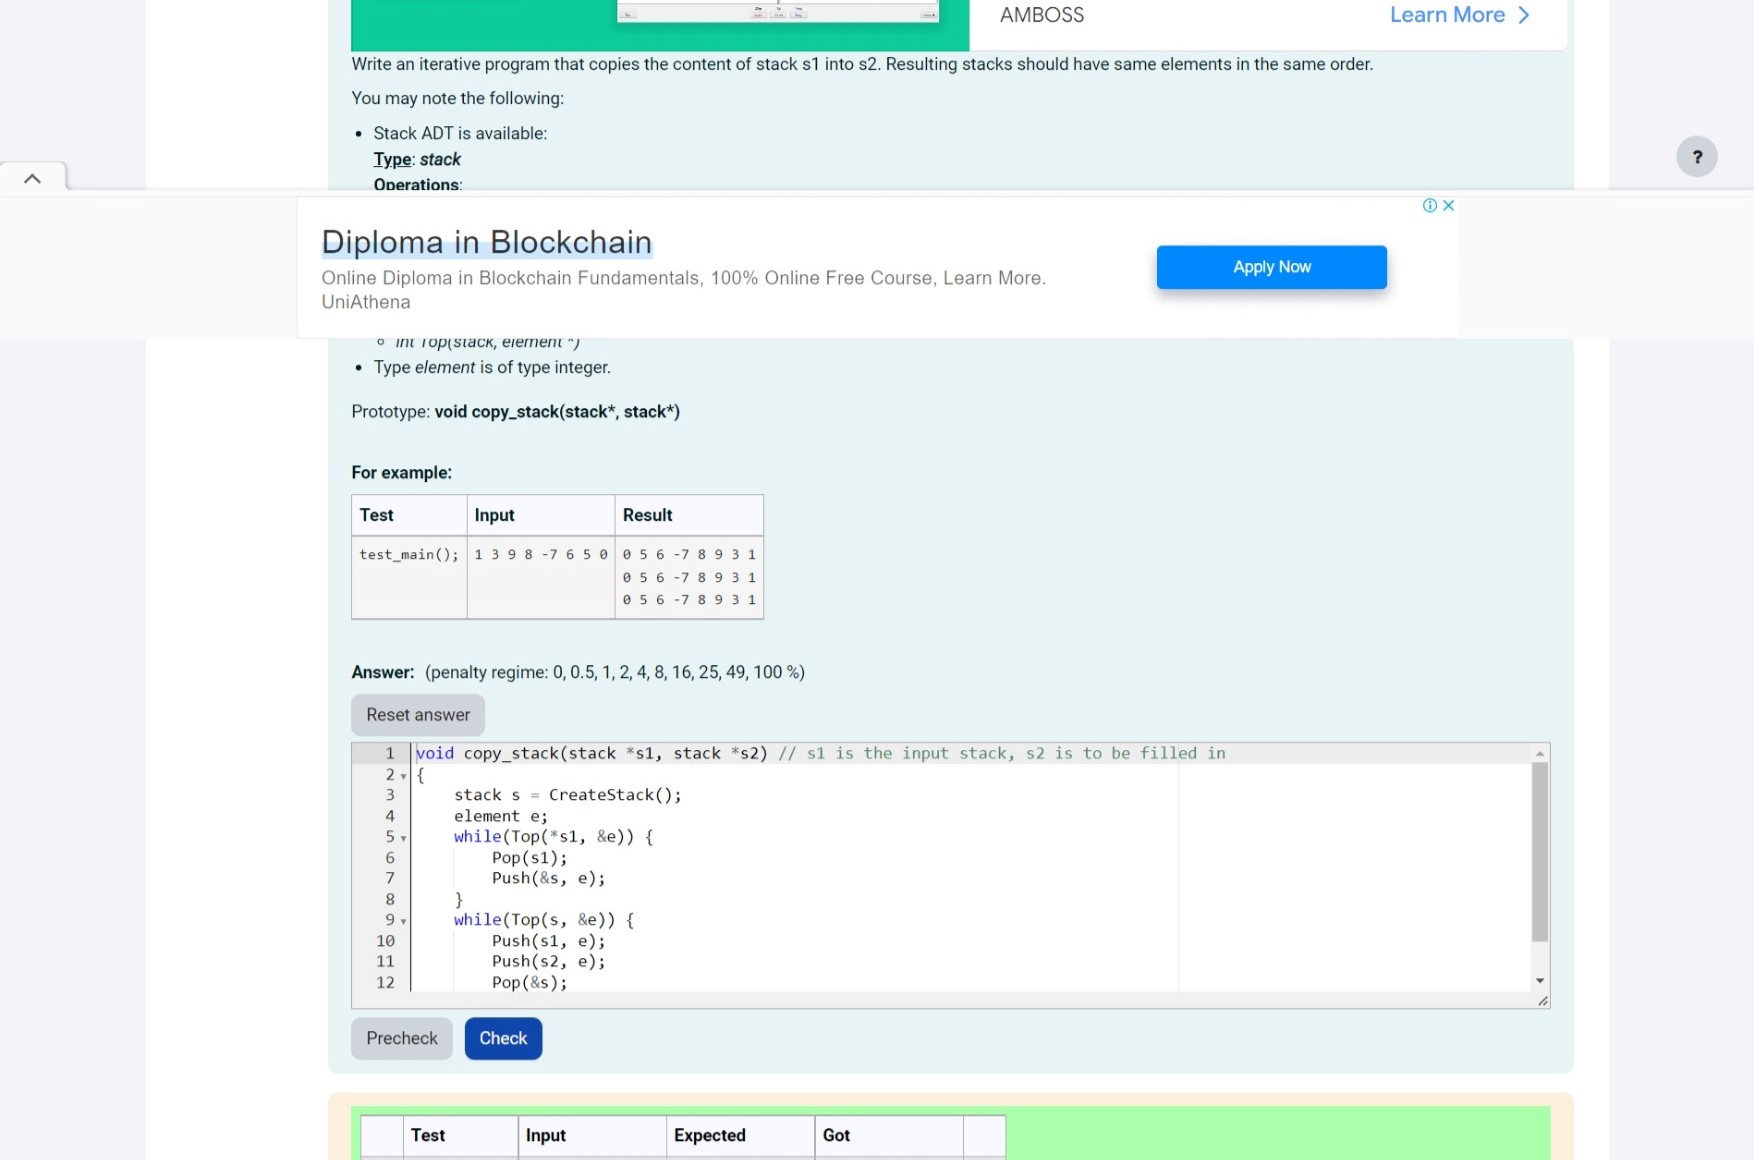 AMBOSS
Learn More
Write an iterative program that copies the content of stack s1 into s2. Resulting stacks should have same elements in the same order.
You may note the following:
• Stack ADT is available:
Type: stack
Operations:
?
Diploma in Blockchain
Online Diploma in Blockchain Fundamentals, 100% Online Free Course, Learn More.
UniAthena
Apply Now
int Top(stack, element *)
• Type element is of type integer.
Prototype: void copy_stack(stack*, stack*)
For example:
Test Input Result
test_main(); 1 3 9 8 -7 6 5 0 0 5 6 -7 8 9 3 1
0 5 6 -7 8 9 3 1
0 5 6 -7 8 9 3 1
Answer: (penalty regime: 0, 0.5, 1, 2, 4, 8, 16, 25, 49, 100 %)
Reset answer
1 void copy_stack(stack *s1, stack *s2) // s1 is the input stack, s2 is to be filled in
2 {
3 stack s = CreateStack();
4 element e;
5 while(Top(*s1, &e)) {
6 Pop(s1);
7 Push(&s, e);
8 }
9 while(Top(s, &e)) {
10 Push(s1, e);
11 Push(s2, e);
12 Pop(&s);
Precheck Check
Test Input Expected Got